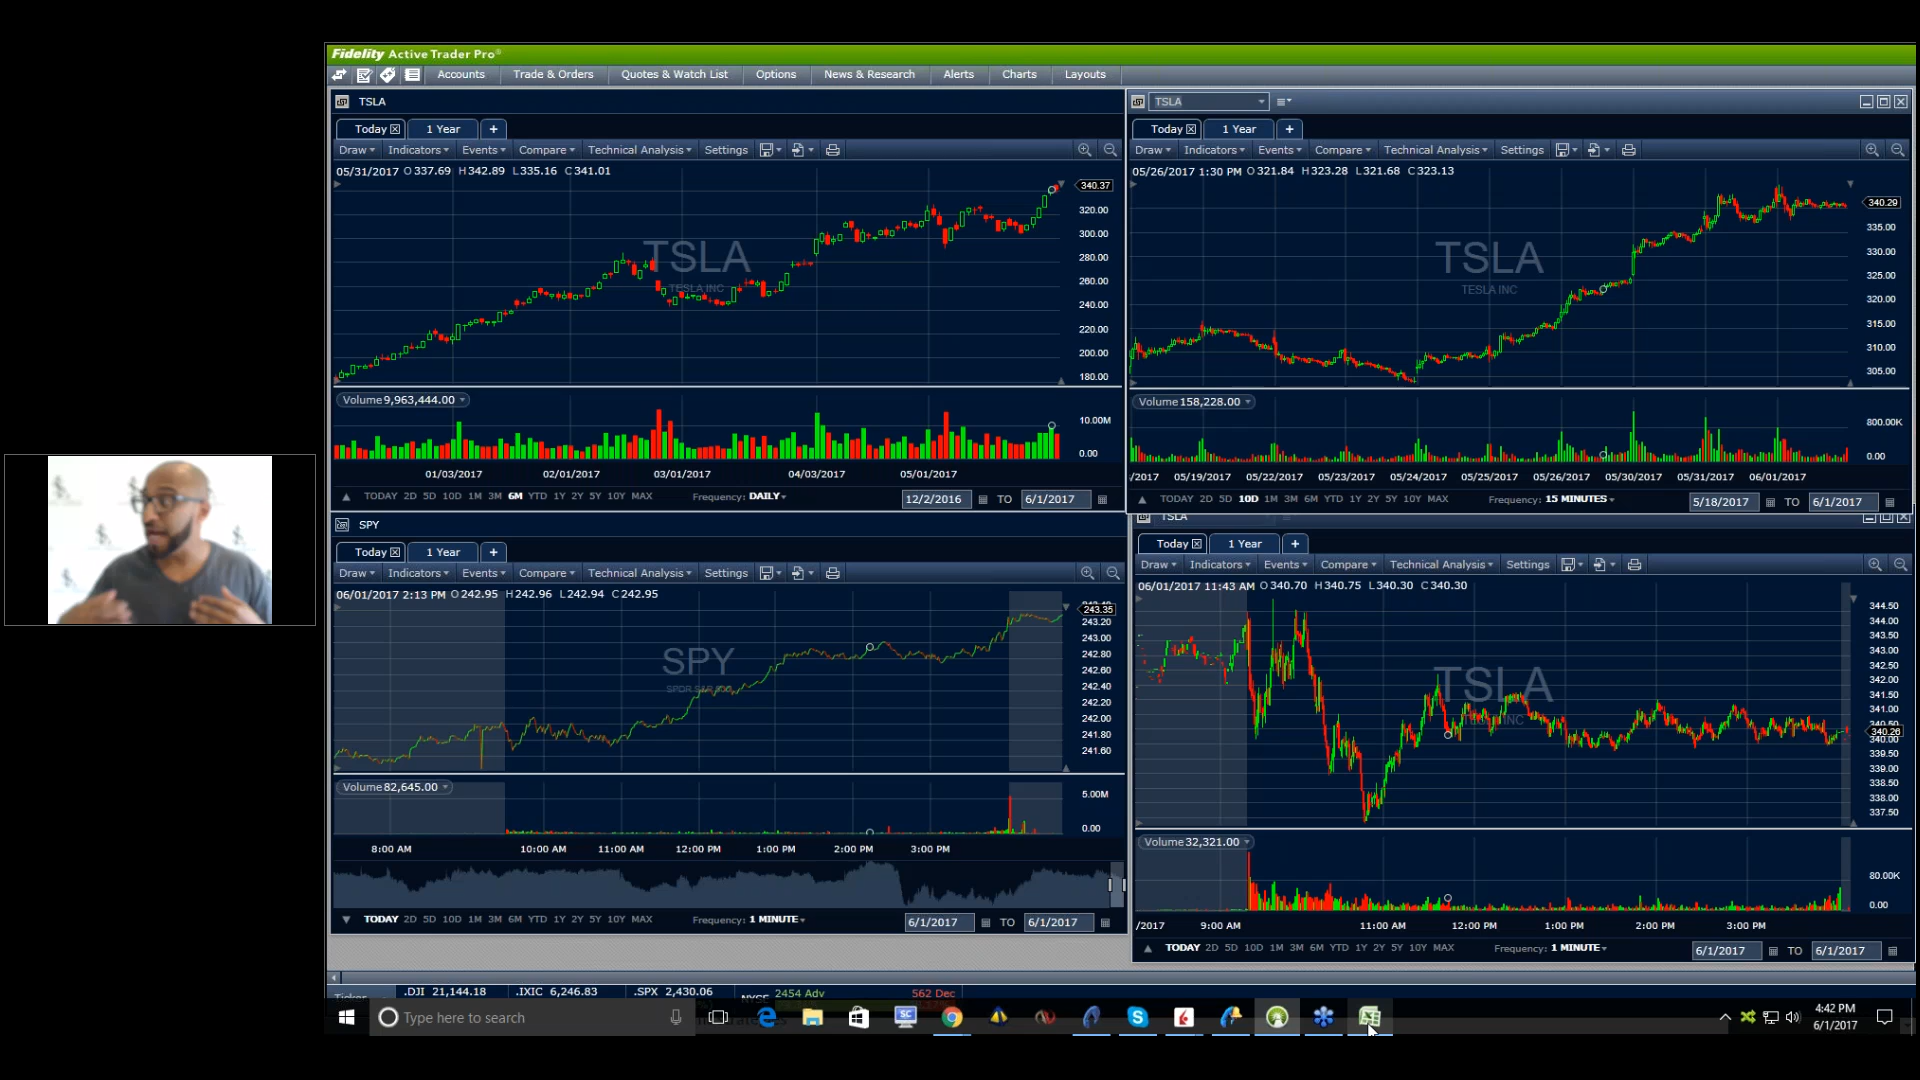 Fidelity Active Trader Pro®
Accounts Trade & Orders Quotes & Watch List Options News & Research Alerts Charts Layouts
TSLA
Today 1 Year +
Draw Indicators Events Compare Technical Analysis Settings
05/31/2017 O 337.69 H 342.89 L 335.16 C 341.01
TSLA
TESLA INC
340.37
320.00
300.00
280.00
260.00
240.00
220.00
200.00
180.00
Volume 9,963,444.00
10.00M
0.00
01/03/2017 02/01/2017 03/01/2017 04/03/2017 05/01/2017
TODAY 2D 5D 10D 1M 3M 6M YTD 1Y 2Y 5Y 10Y MAX Frequency: DAILY 12/2/2016 TO 6/1/2017
TSLA
Today 1 Year +
Draw Indicators Events Compare Technical Analysis Settings
05/26/2017 1:30 PM O 321.84 H 323.28 L 321.68 C 323.13
TSLA
TESLA INC
340.29
335.00
330.00
325.00
320.00
315.00
310.00
305.00
Volume 158,228.00
800.00K
0.00
/2017 05/19/2017 05/22/2017 05/23/2017 05/24/2017 05/25/2017 05/26/2017 05/30/2017 05/31/2017 06/01/2017
TODAY 2D 5D 10D 1M 3M 6M YTD 1Y 2Y 5Y 10Y MAX Frequency: 15 MINUTES 5/18/2017 TO 6/1/2017
SPY
Today 1 Year +
Draw Indicators Events Compare Technical Analysis Settings
06/01/2017 2:13 PM O 242.95 H 242.96 L 242.94 C 242.95
SPY
243.35
243.20
243.00
242.80
242.60
242.40
242.20
242.00
241.80
241.60
Volume 82,645.00
5.00M
0.00
8:00 AM 10:00 AM 11:00 AM 12:00 PM 1:00 PM 2:00 PM 3:00 PM
TODAY 2D 5D 10D 1M 3M 6M YTD 1Y 2Y 5Y 10Y MAX Frequency: 1 MINUTE 6/1/2017 TO 6/1/2017
TSLA
Today 1 Year +
Draw Indicators Events Compare Technical Analysis Settings
06/01/2017 11:43 AM O 340.70 H 340.75 L 340.30 C 340.30
TSLA
TESLA INC
344.50
344.00
343.50
343.00
342.50
342.00
341.50
341.00
340.50
340.26
340.00
339.50
339.00
338.50
338.00
337.50
Volume 32,321.00
80.00K
0.00
/2017 9:00 AM 11:00 AM 12:00 PM 1:00 PM 2:00 PM 3:00 PM
TODAY 2D 5D 10D 1M 3M 6M YTD 1Y 2Y 5Y 10Y MAX Frequency: 1 MINUTE 6/1/2017 TO 6/1/2017
.DJI 21,144.18 .IXIC 6,246.83 .SPX 2,430.06 NYSE 2454 Adv 562 Dec
Type here to search
SC
4:42 PM
6/1/2017